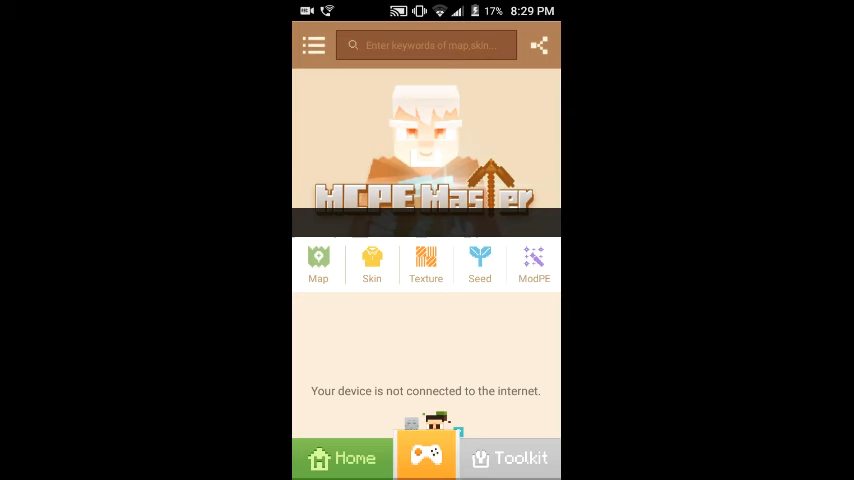 17% 8:29 PM
Enter keywords of map,skin...
MCPE Master
Map Skin Texture Seed ModPE
Your device is not connected to the internet.
Home Toolkit